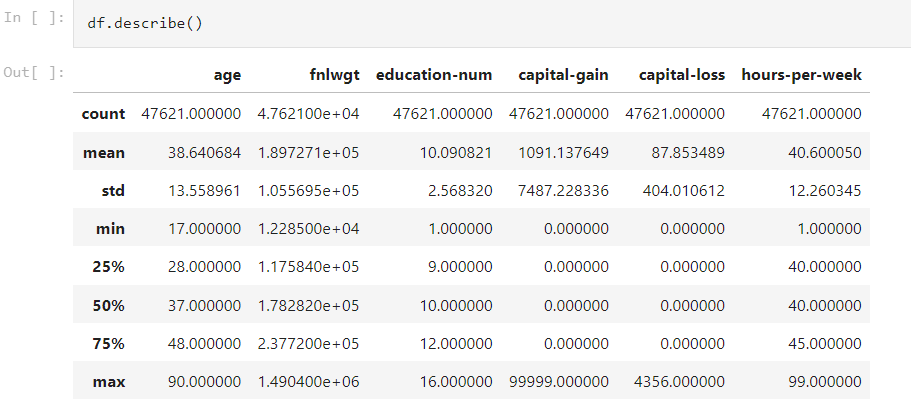 In [ ]: df.describe()
Out[ ]:
age fnlwgt education-num capital-gain capital-loss hours-per-week
count 47621.000000 4.762100e+04 47621.000000 47621.000000 47621.000000 47621.000000
mean 38.640684 1.897271e+05 10.090821 1091.137649 87.853489 40.600050
std 13.558961 1.055695e+05 2.568320 7487.228336 404.010612 12.260345
min 17.000000 1.228500e+04 1.000000 0.000000 0.000000 1.000000
25% 28.000000 1.175840e+05 9.000000 0.000000 0.000000 40.000000
50% 37.000000 1.782820e+05 10.000000 0.000000 0.000000 40.000000
75% 48.000000 2.377200e+05 12.000000 0.000000 0.000000 45.000000
max 90.000000 1.490400e+06 16.000000 99999.000000 4356.000000 99.000000